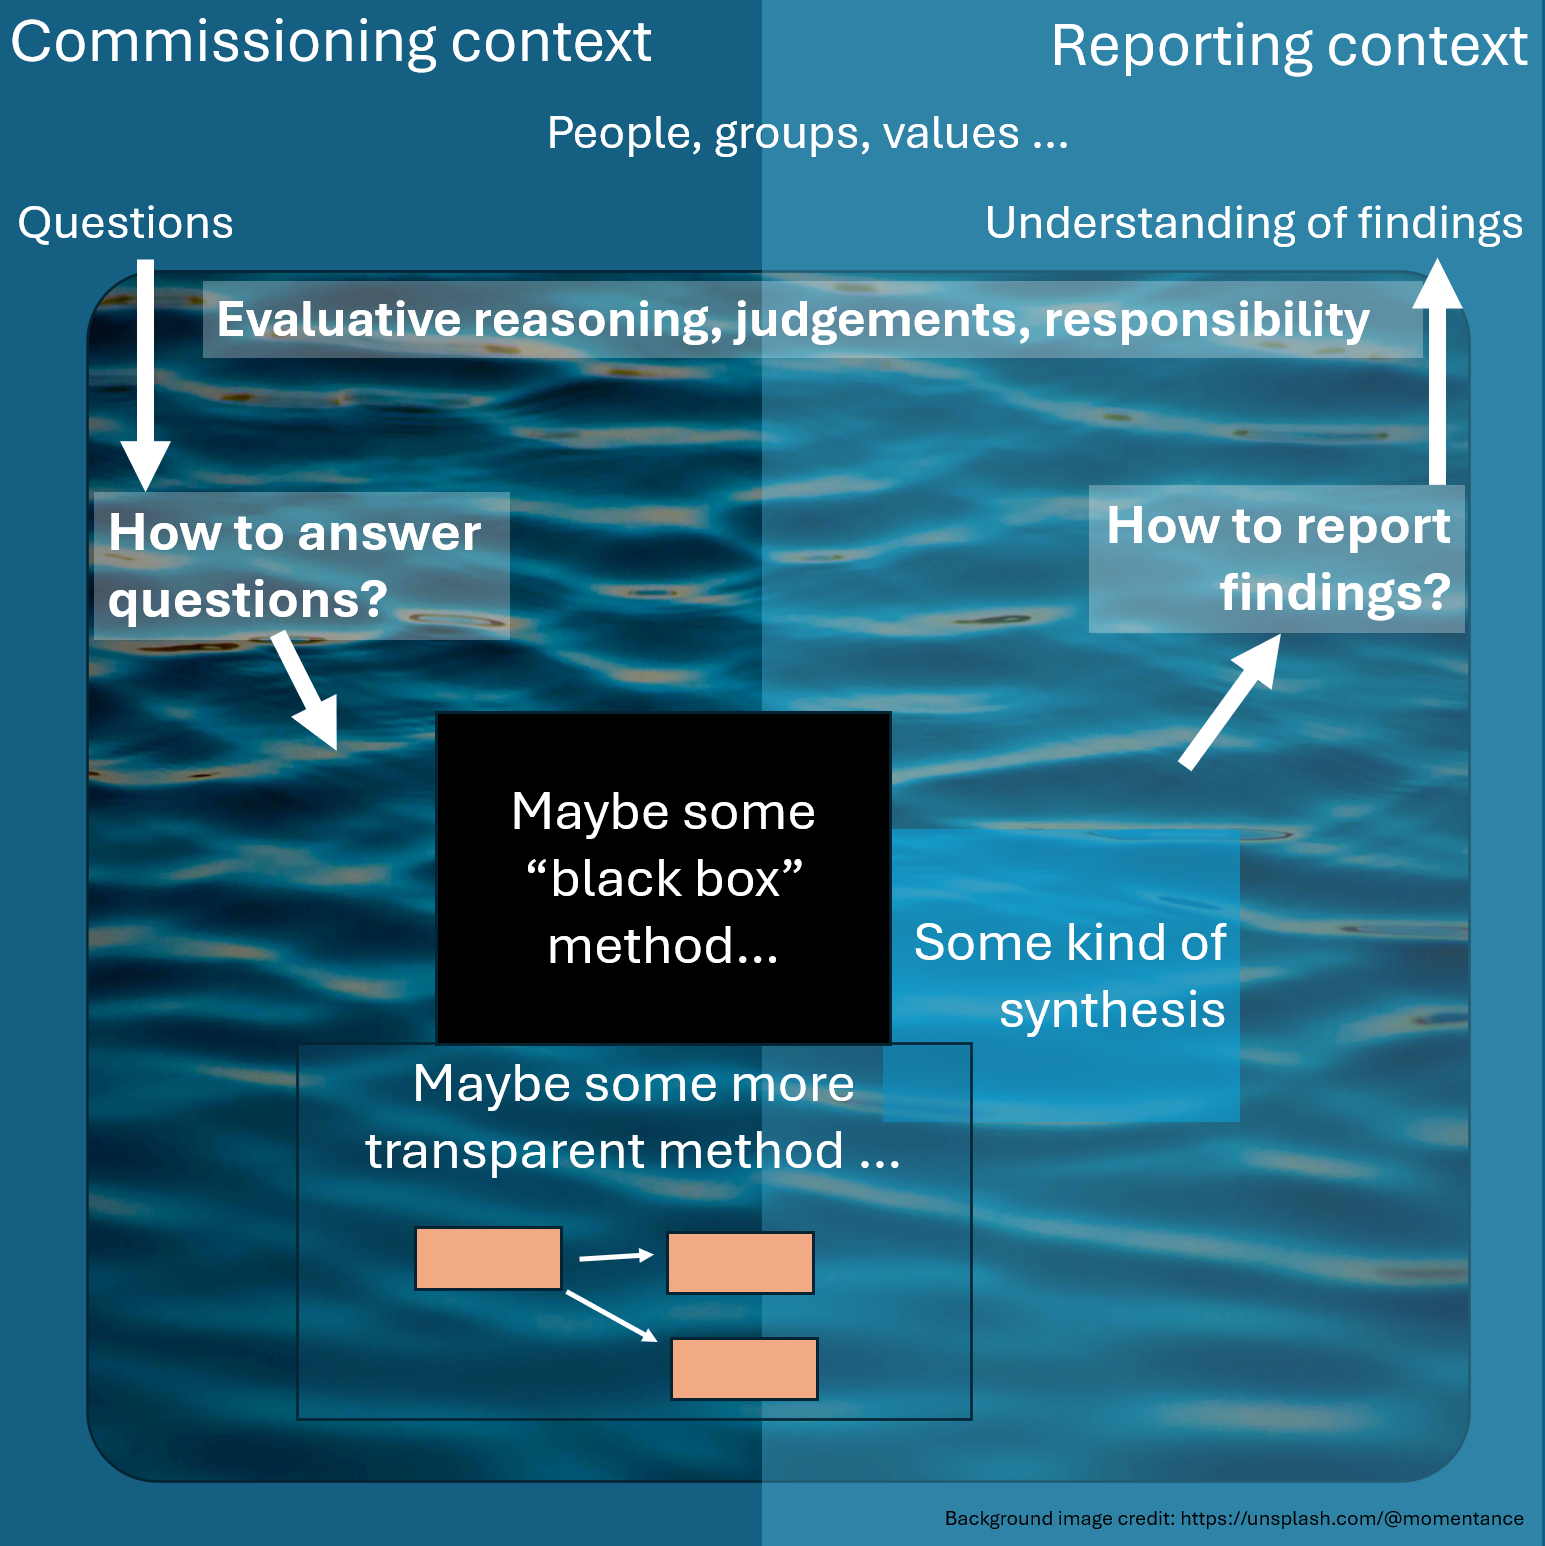 Commissioning context
Reporting context
People, groups, values ...
Questions
Understanding of findings
Evaluative reasoning, judgements, responsibility
How to answer
questions?
How to report
findings?
Maybe some
“black box”
method...
Some kind of
synthesis
Maybe some more
transparent method ...
Background image credit: https://unsplash.com/@momentance